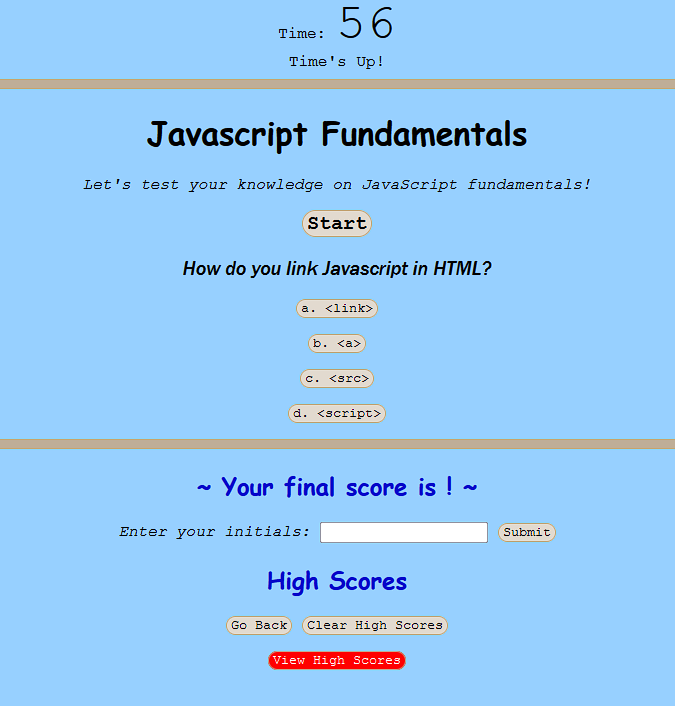 Time: 56
Time's Up!
Javascript Fundamentals
Let's test your knowledge on JavaScript fundamentals!
Start
How do you link Javascript in HTML?
a. <link>
b. <a>
c. <src>
d. <script>
~ Your final score is ! ~
Enter your initials: Submit
High Scores
Go Back Clear High Scores
View High Scores